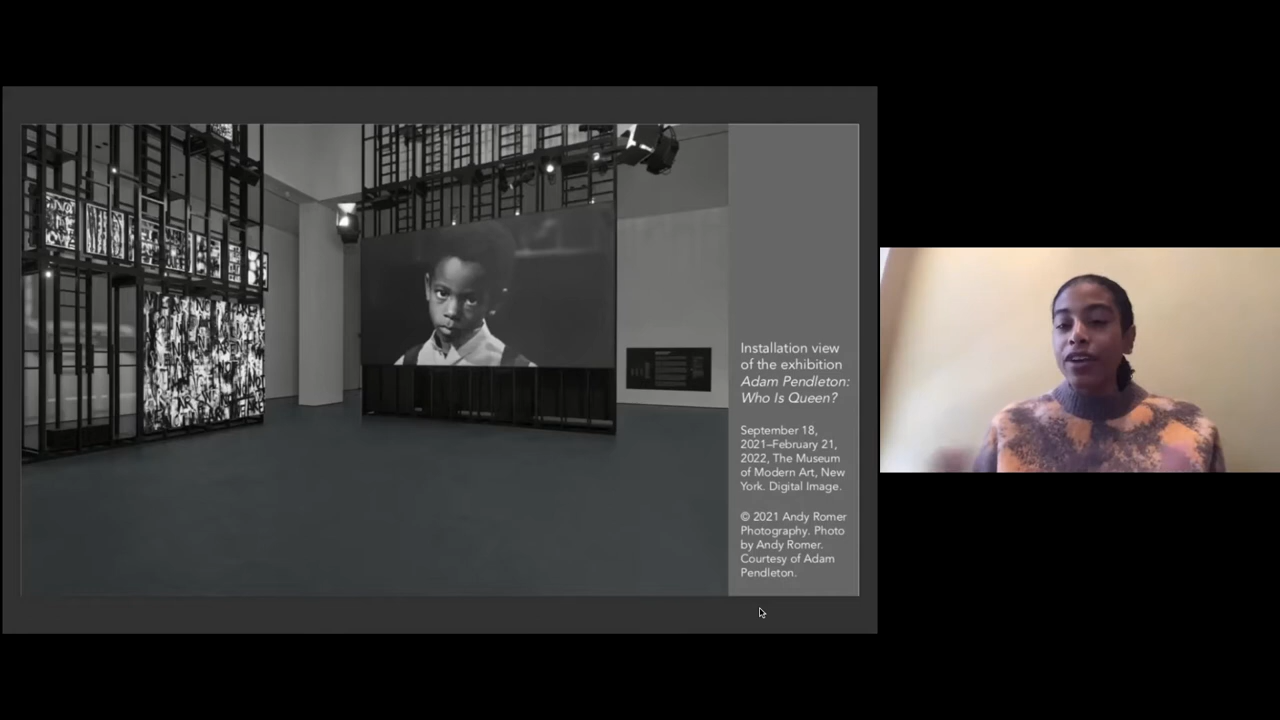 Installation view
of the exhibition
Adam Pendleton:
Who Is Queen?
September 18,
2021–February 21,
2022, The Museum
of Modern Art, New
York. Digital Image.
© 2021 Andy Romer
Photography. Photo
by Andy Romer.
Courtesy of Adam
Pendleton.